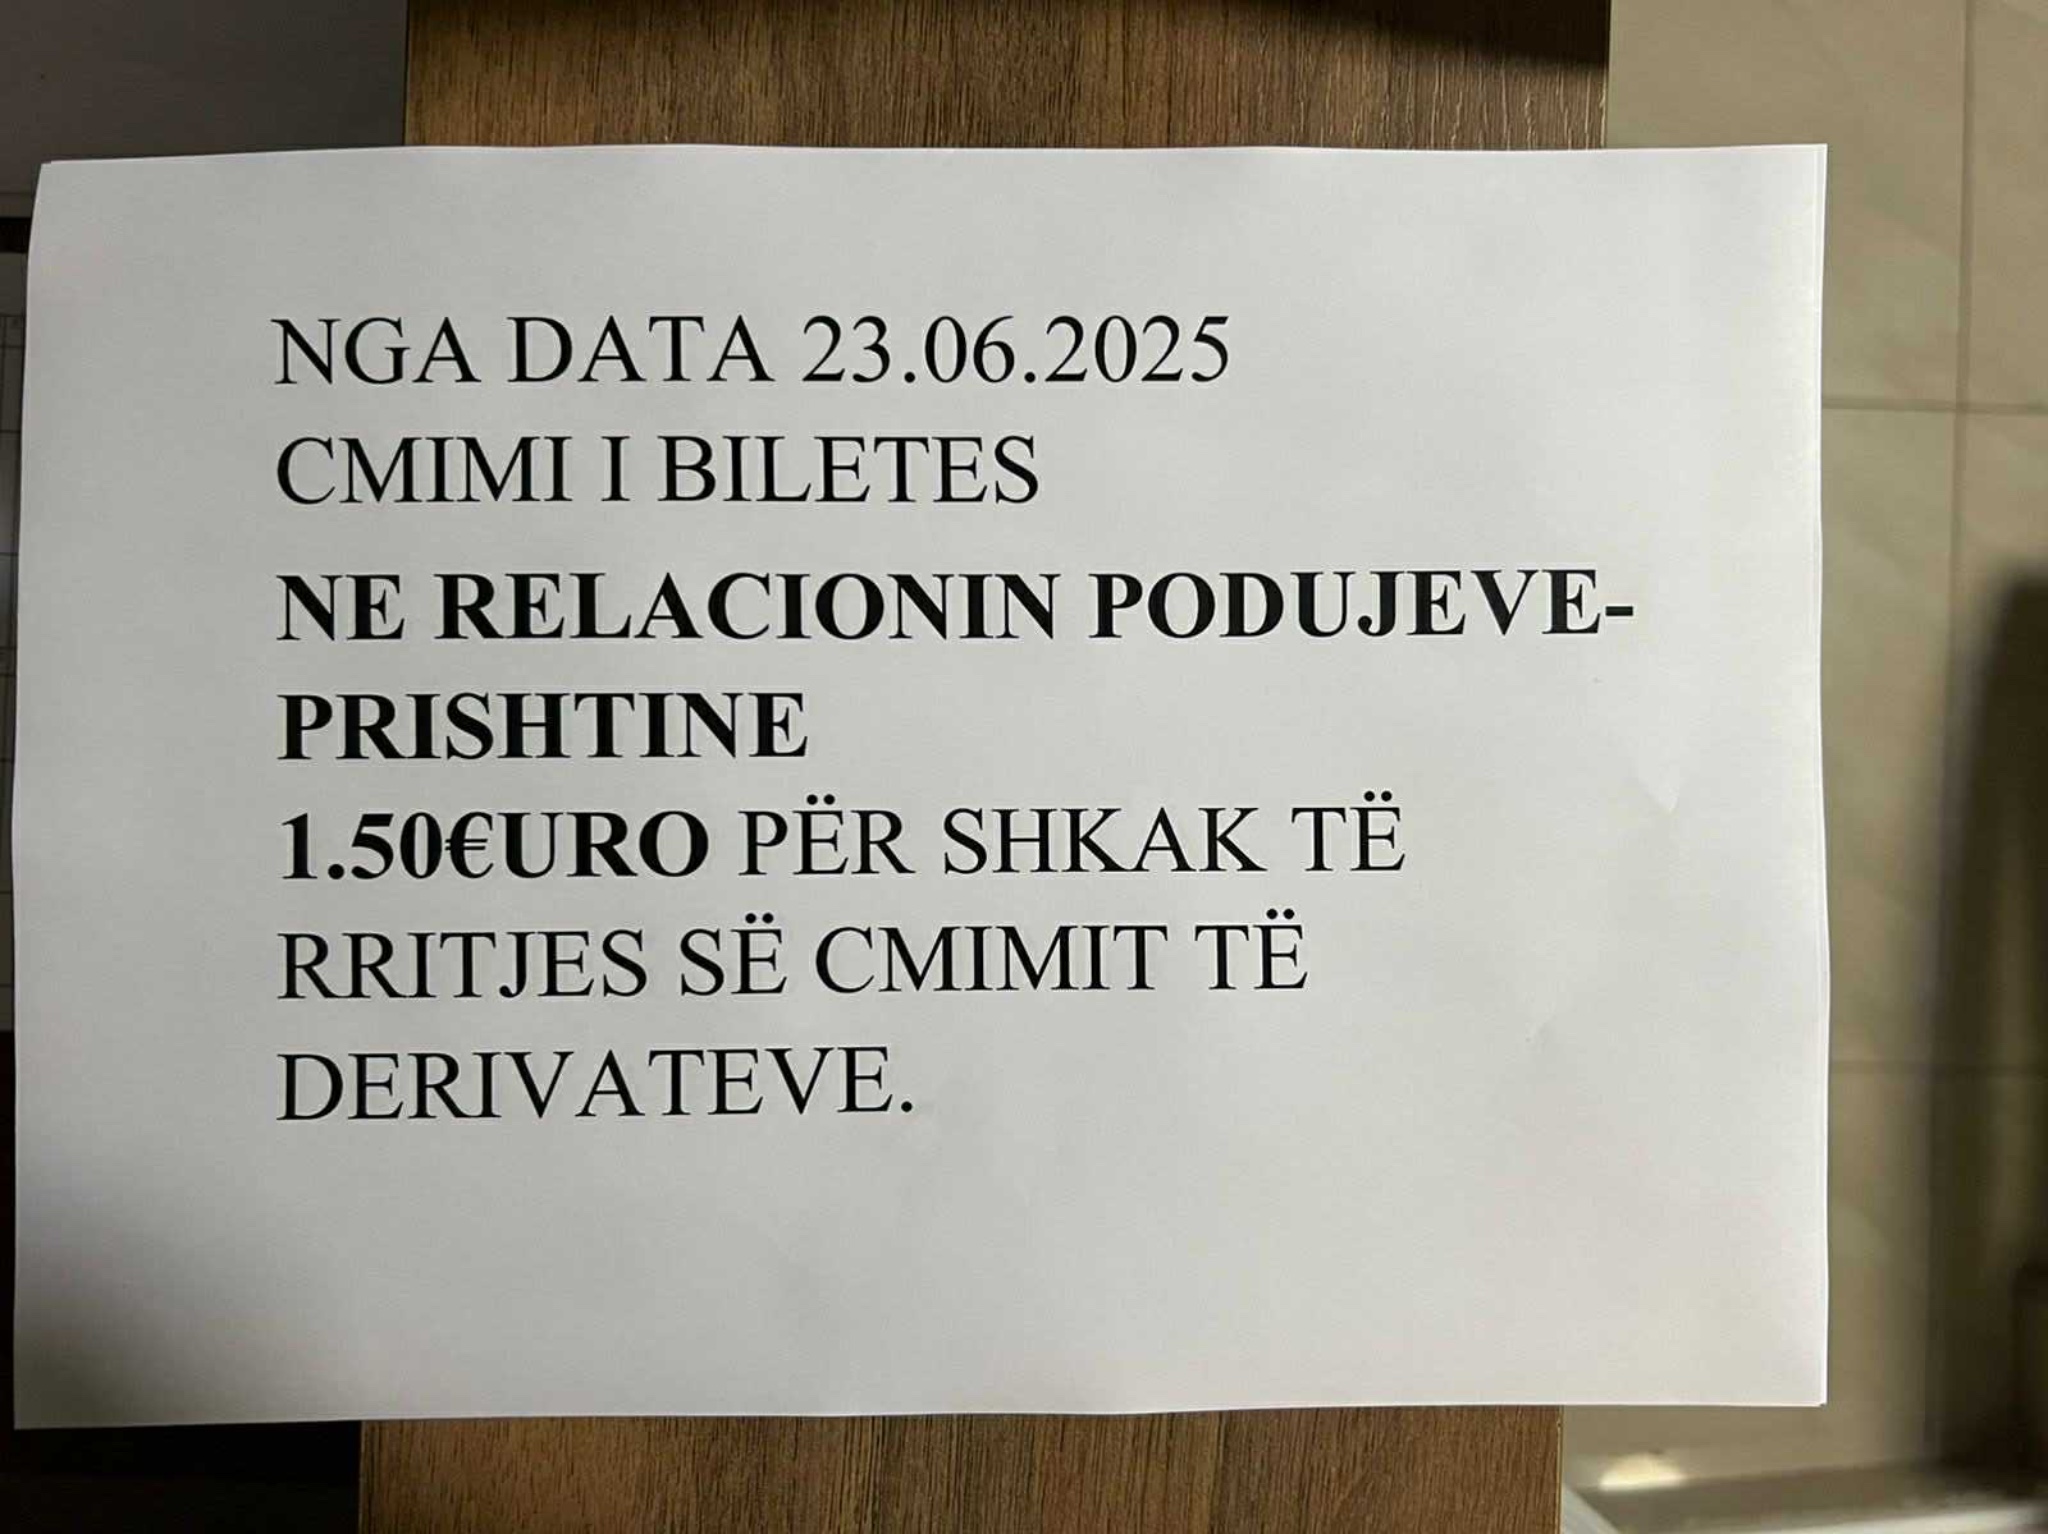 NGA DATA 23.06.2025
CMIMI I BILETES
NE RELACIONIN PODUJEVE-
PRISHTINE
1.50€URO PËR SHKAK TË
RRITJES SË CMIMIT TË
DERIVATEVE.